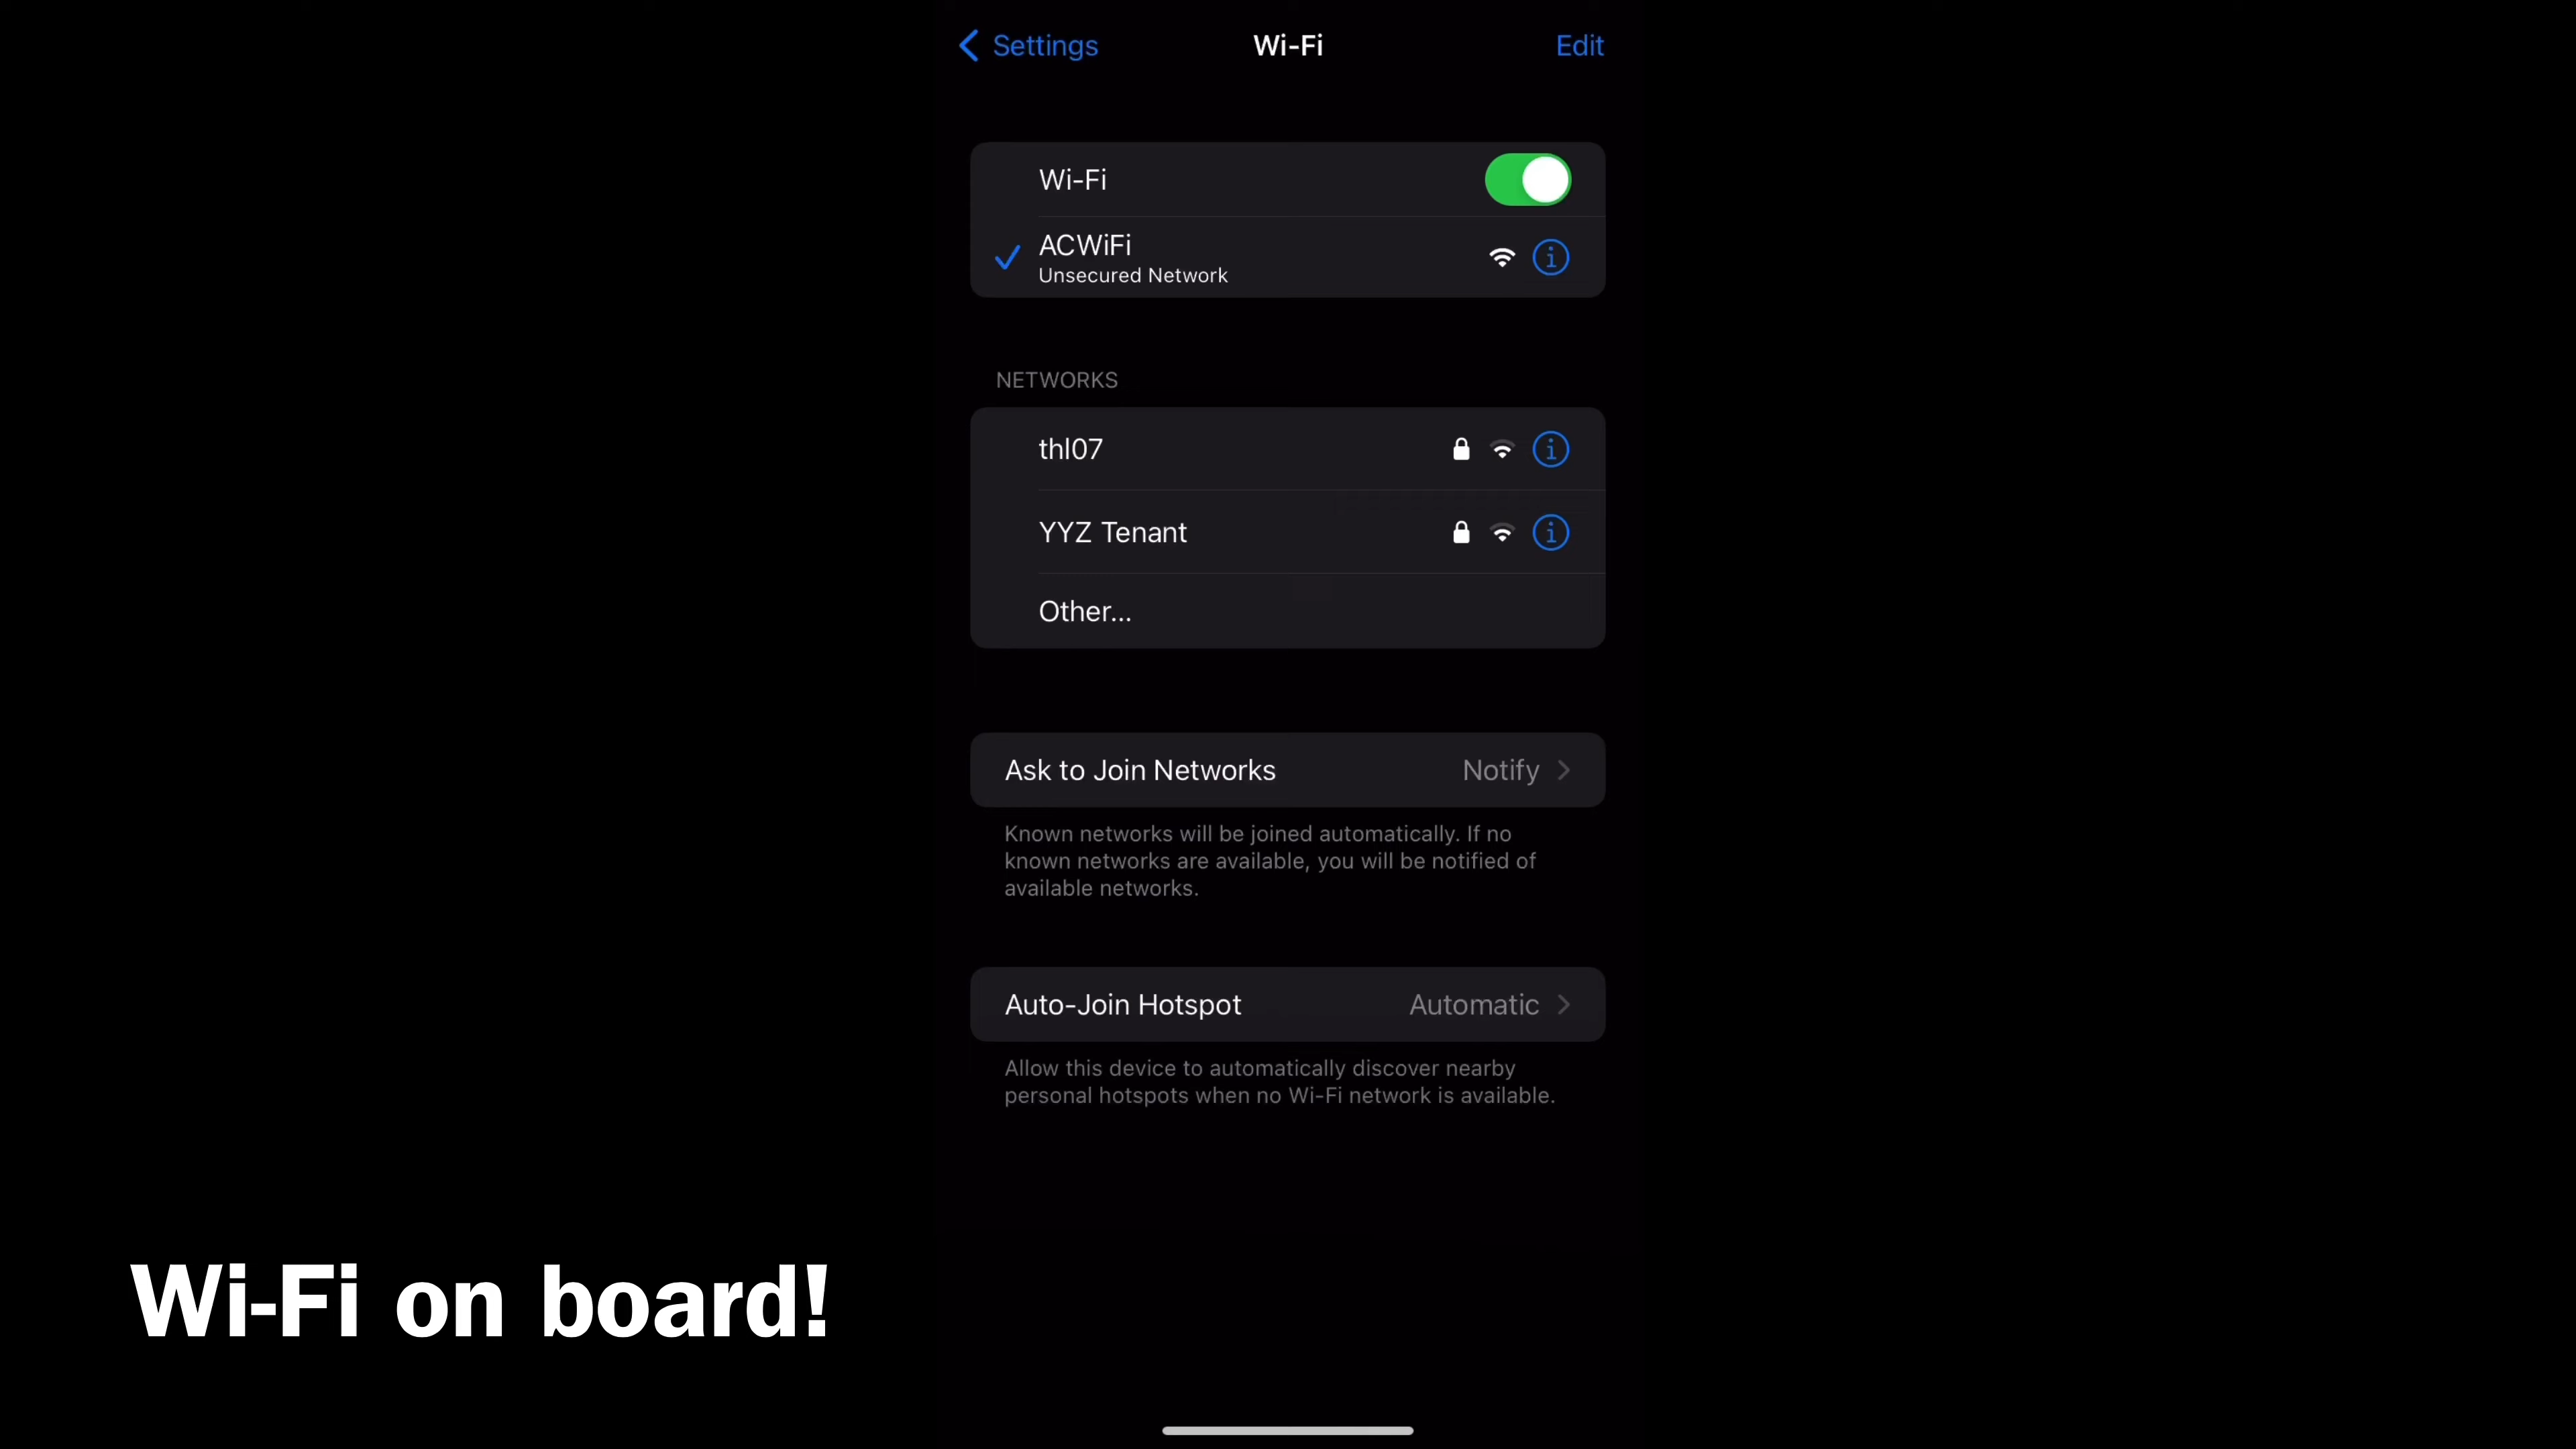 Settings
Wi-Fi
Edit
Wi-Fi
ACWiFi
Unsecured Network
NETWORKS
thl07
YYZ Tenant
Other...
Ask to Join Networks
Notify
Known networks will be joined automatically. If no
known networks are available, you will be notified of
available networks.
Auto-Join Hotspot
Automatic
Allow this device to automatically discover nearby
personal hotspots when no Wi-Fi network is available.
Wi-Fi on board!